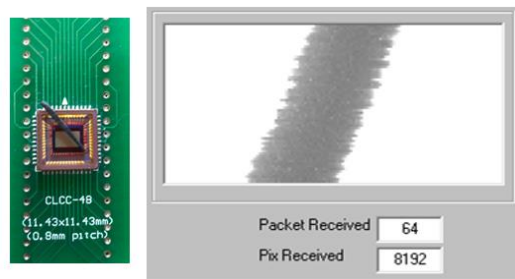 CLCC-48
(11.43x11.43mm)
(0.8mm pitch)
Packet Received 64
Pix Received 8192